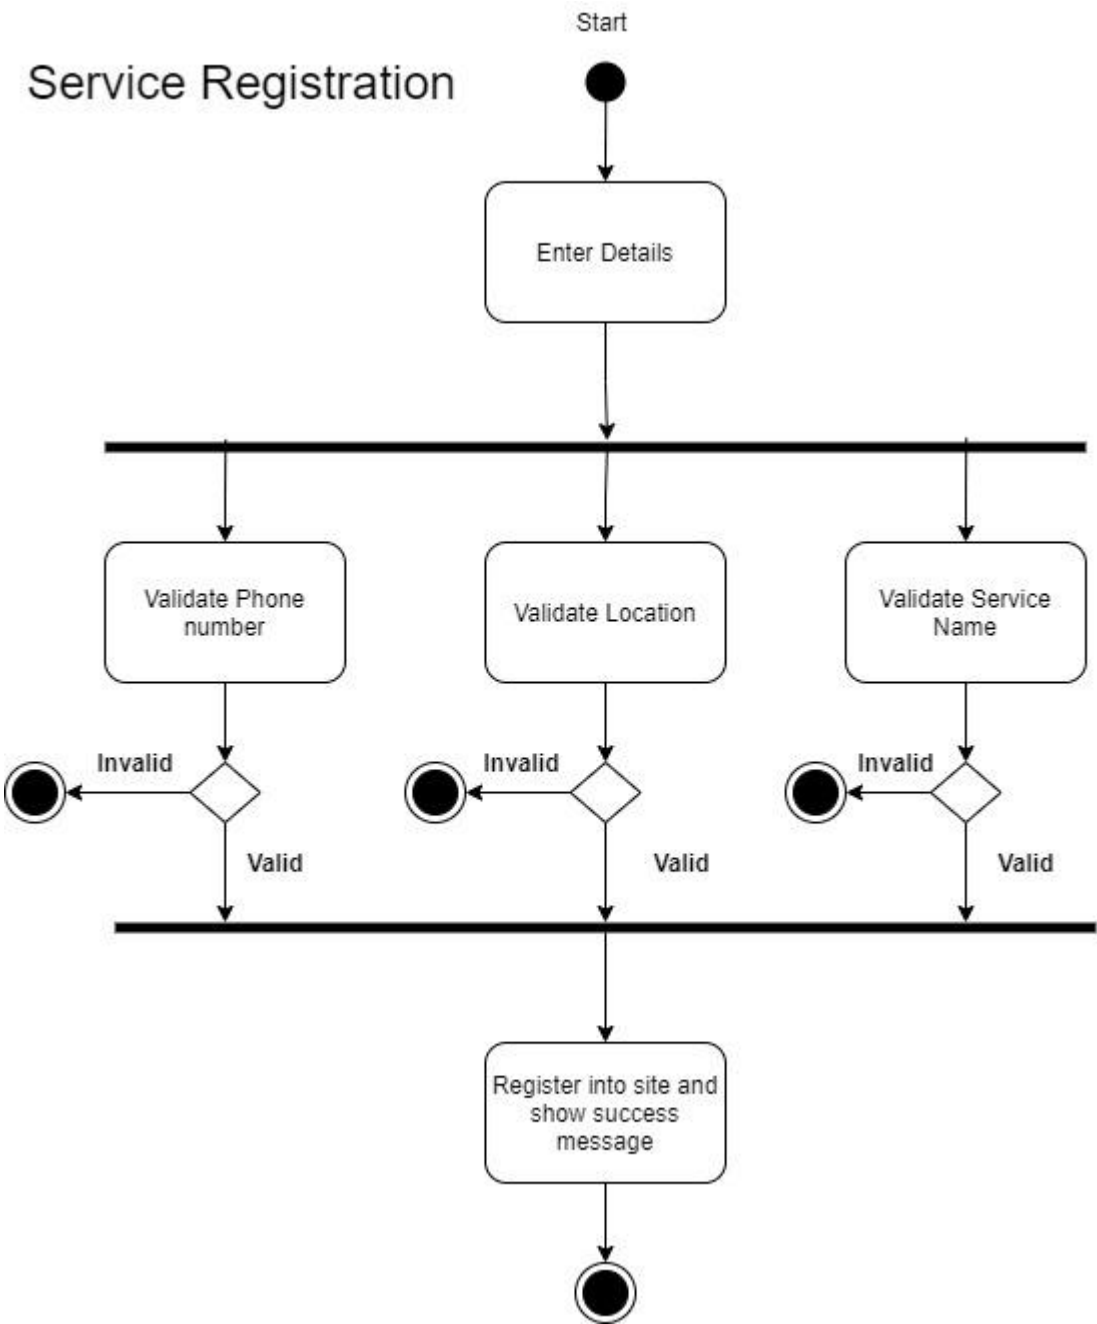 Start
Service Registration
Enter Details
Validate Phone
number
Validate Location
Validate Service
Name
Invalid
Invalid
Invalid
Valid
Valid
Valid
Register into site and
show success
message